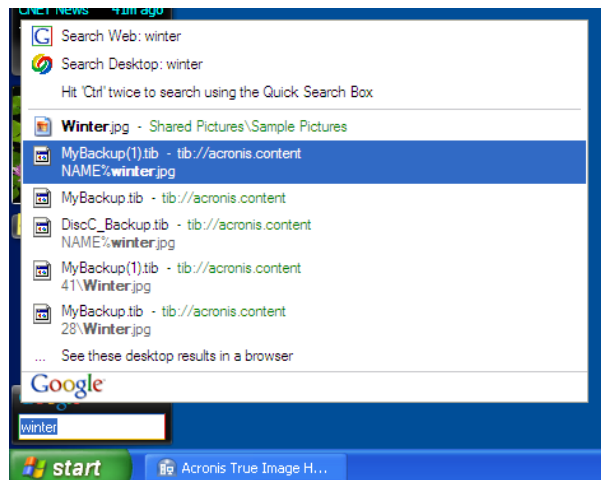 CNET News 41m ago
Search Web: winter
Search Desktop: winter
Hit 'Ctrl' twice to search using the Quick Search Box
Winter.jpg - Shared Pictures\Sample Pictures
MyBackup(1).tib - tib://acronis.content
NAME%winter.jpg
MyBackup.tib - tib://acronis.content
DiscC_Backup.tib - tib://acronis.content
NAME%winter.jpg
MyBackup(1).tib - tib://acronis.content
41\Winter.jpg
MyBackup.tib - tib://acronis.content
28\Winter.jpg
... See these desktop results in a browser
Google
winter
start Acronis True Image H...